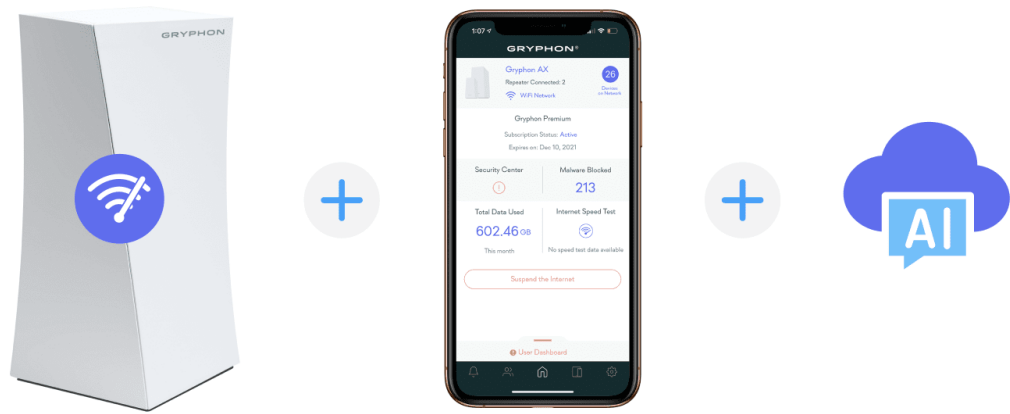 GRYPHON
1:07
GRYPHON®
Gryphon AX
Repeater Connected: 2
WiFi Network
26
Devices
on Network
Gryphon Premium
Subscription Status: Active
Expires on: Dec 10, 2021
Security Center
Malware Blocked
213
Total Data Used
Internet Speed Test
602.46 GB
This month
No speed test data available
Suspend the Internet
User Dashboard
AI